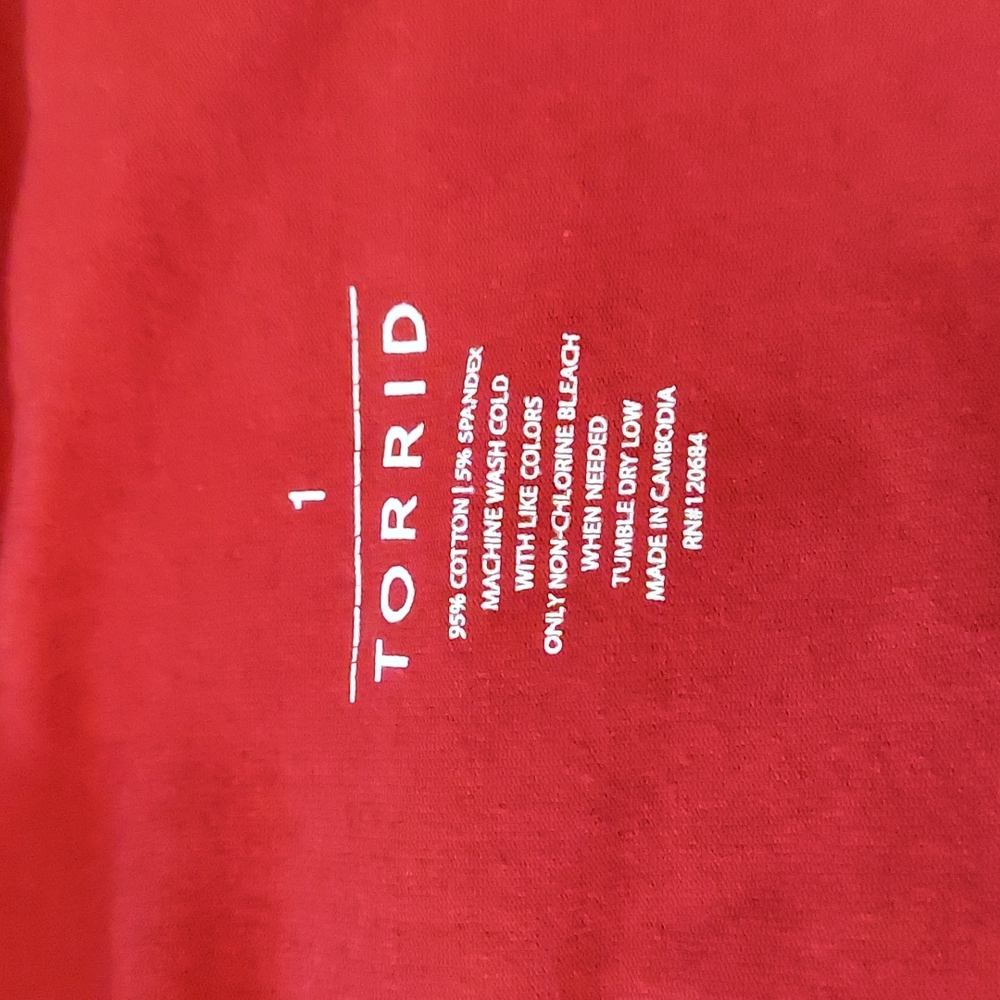 1
TORRID
95% COTTON | 5% SPANDEX
MACHINE WASH COLD
WITH LIKE COLORS
ONLY NON-CHLORINE BLEACH
WHEN NEEDED
TUMBLE DRY LOW
MADE IN CAMBODIA
RN#120684